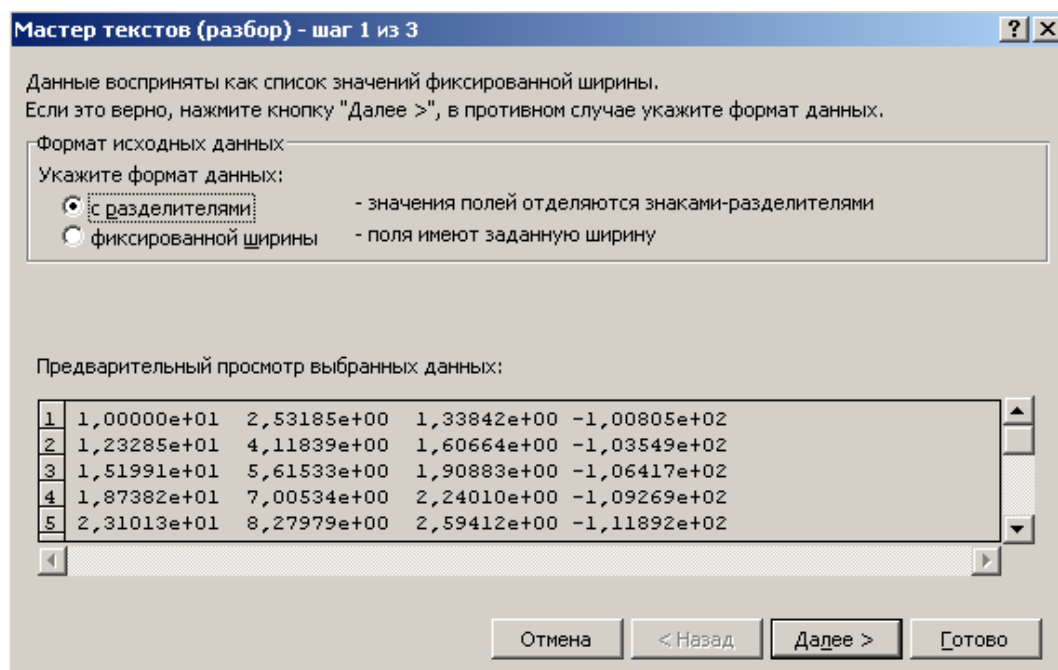 Мастер текстов (разбор) - шаг 1 из 3
Данные восприняты как список значений фиксированной ширины.
Если это верно, нажмите кнопку "Далее >", в противном случае укажите формат данных.
Формат исходных данных
Укажите формат данных:
с разделителями - значения полей отделяются знаками-разделителями
фиксированной ширины - поля имеют заданную ширину
Предварительный просмотр выбранных данных:
1 1,00000e+01 2,53185e+00 1,33842e+00 -1,00805e+02
2 1,23285e+01 4,11839e+00 1,60664e+00 -1,03549e+02
3 1,51991e+01 5,61533e+00 1,90883e+00 -1,06417e+02
4 1,87382e+01 7,00534e+00 2,24010e+00 -1,09269e+02
5 2,31013e+01 8,27979e+00 2,59412e+00 -1,11892e+02
Отмена < Назад Далее > Готово